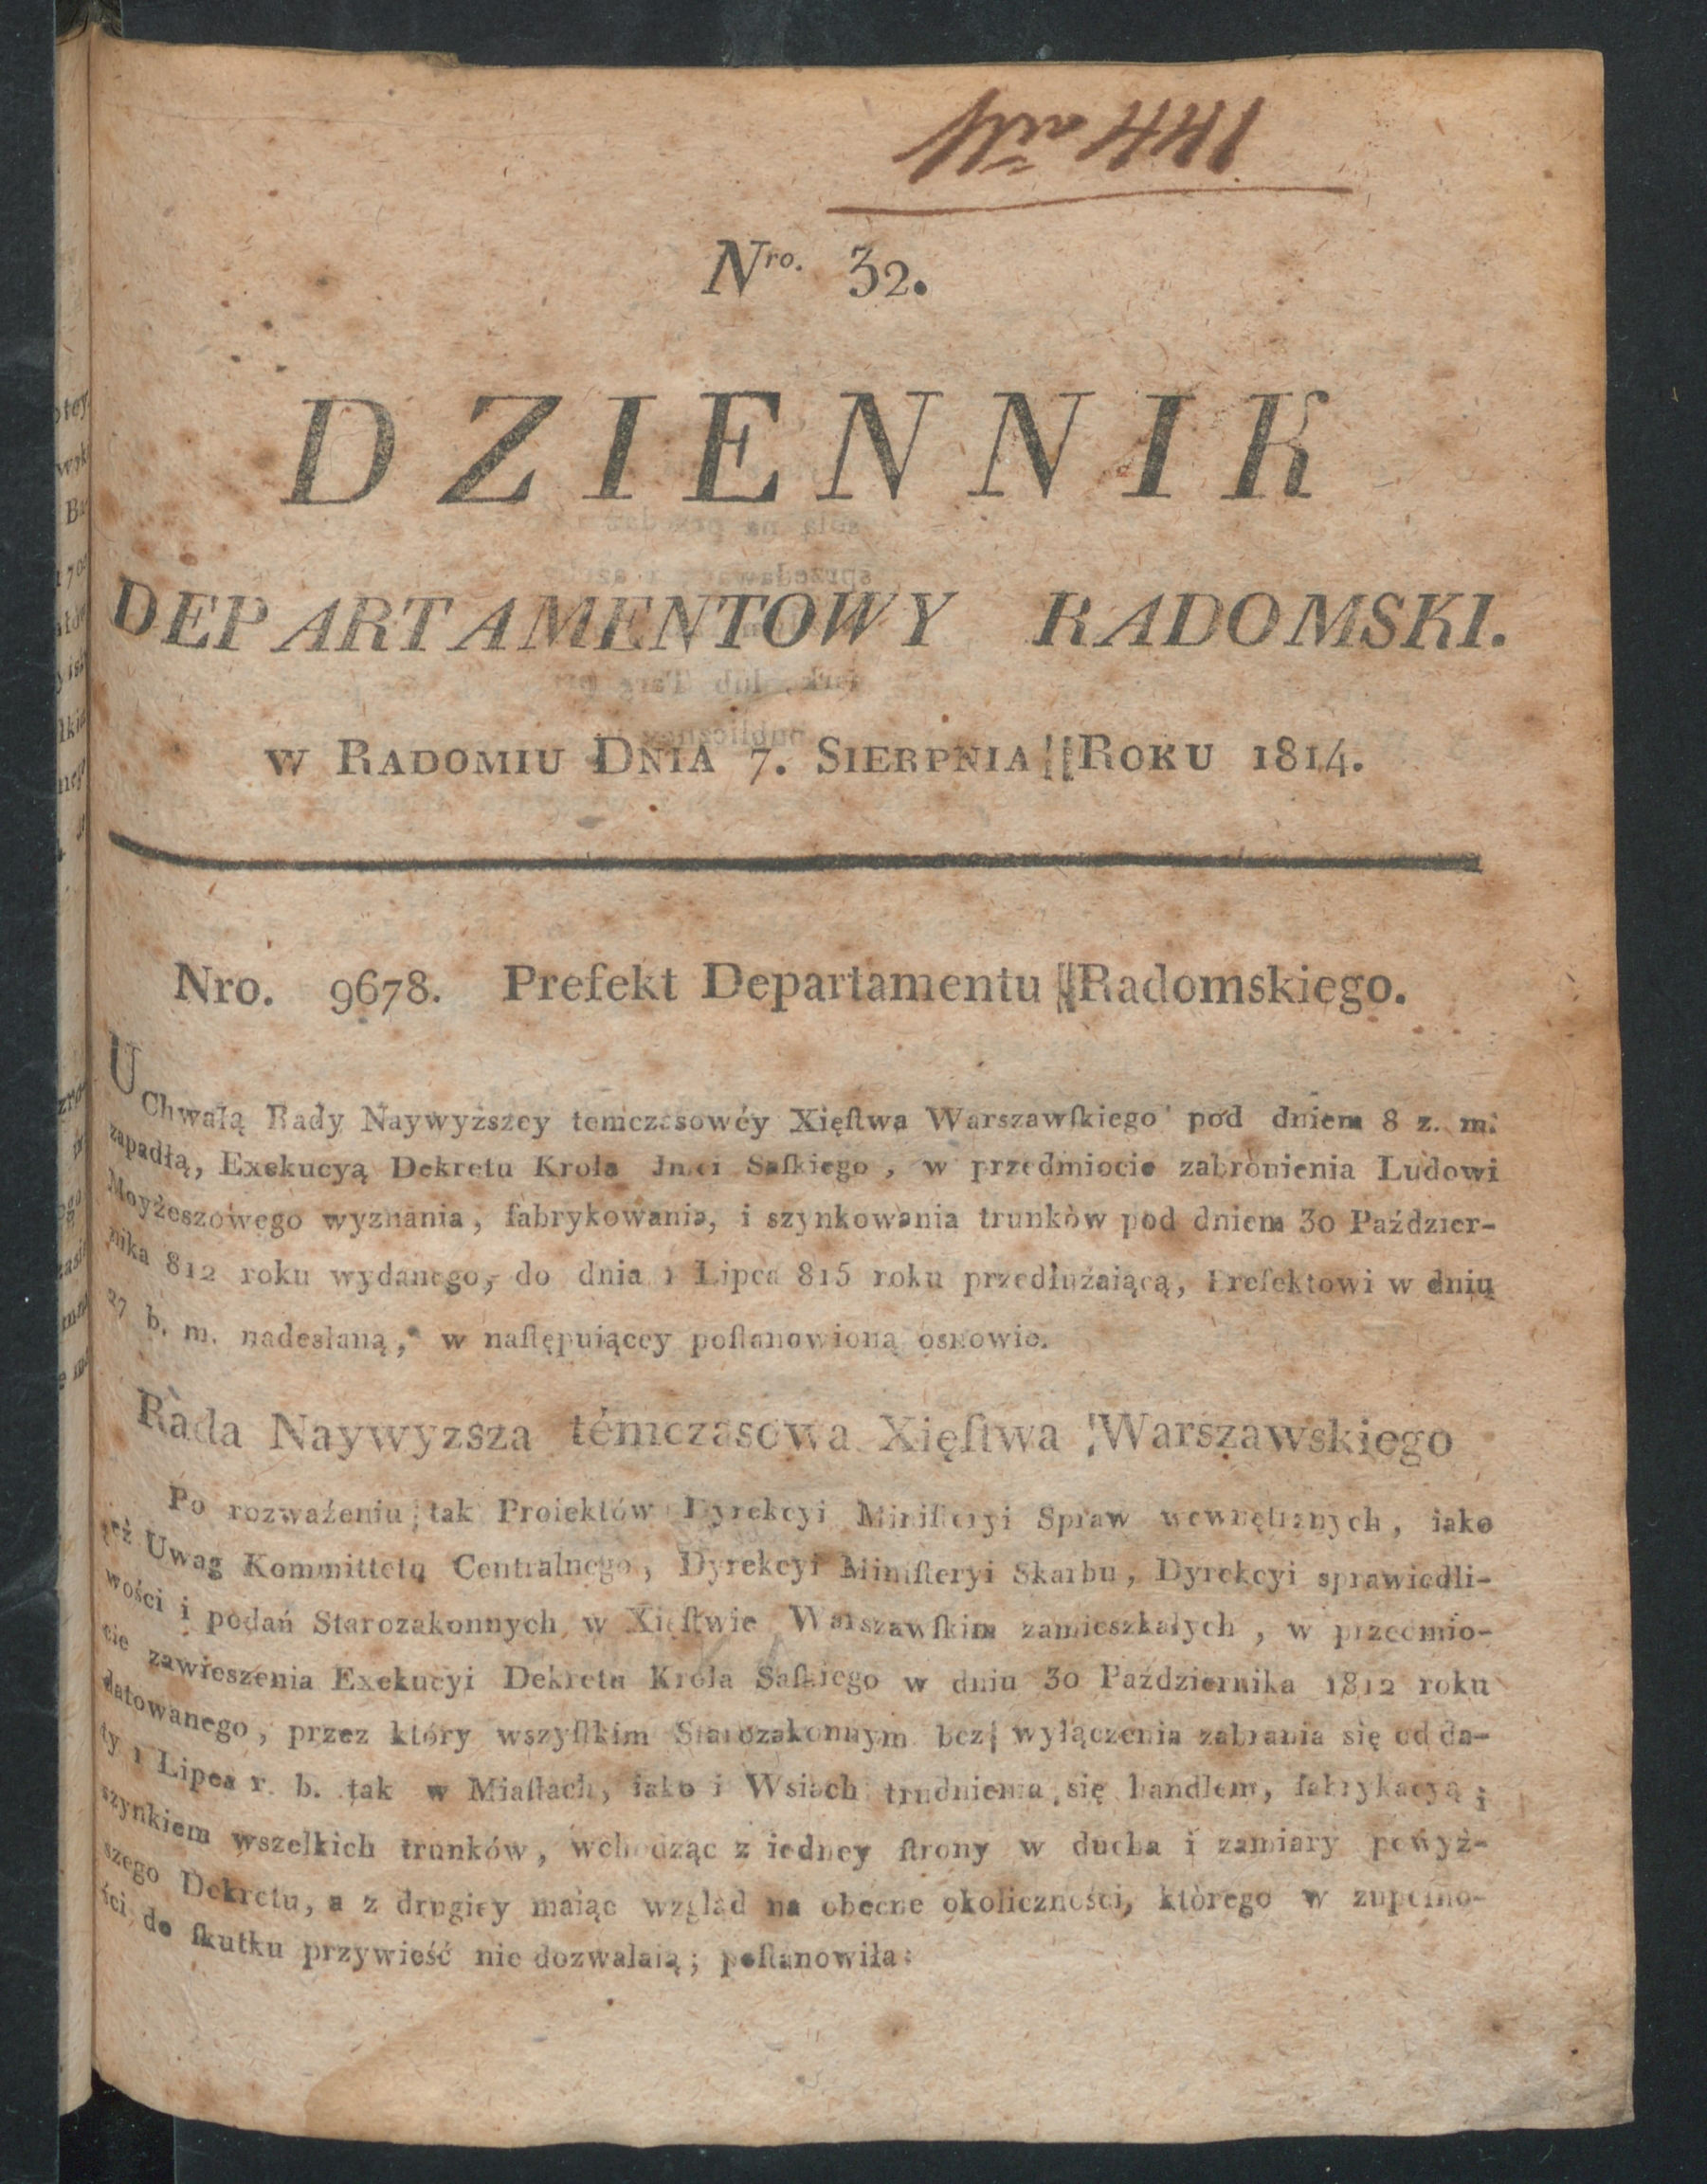 Nro. 32.
DZIENNIK
DEPARTAMENTOWY RADOMSKI.
W RADOMIU DNIA 7. SIERPNIA ROKU 1814.
Nro. 9678. Prefekt Departamentu Radomskiego.
UChwałą Rady Naywyższey temczasowéy Xięſtwa Warszawſkiego pod dniem 8 z. m.
zapadłą, Exekucyą Dekretu Krola Jmci Saſkiego, w przedmiocie zabronienia Ludowi
Moyżeszowego wyznania, fabrykowania, i szynkowania trunków pod dniem 30 Paździer-
nika 812 roku wydanego, do dnia 1 Lipca 815 roku przedłużaiącą, Prefektowi w dniu
27 b. m. nadesłaną, w naſtępuiącey poſtanowioną osnowie.
Rada Naywyzsza témczasowa Xięſtwa Warszawskiego
Po rozważeniu tak Proiektów Dyrekcyi Miniſteryi Spraw wewnętrznych, iako
też Uwag Kommittetu Centralnego, Dyrekcyi Miniſteryi Skarbu, Dyrekcyi sprawiedli-
wości i podań Starozakonnych w Xięſtwie Warszawſkim zamieszkałych, w przedmio-
cie zawieszenia Exekucyi Dekretu Króla Saſkiego w dniu 30 Października 1812 roku
datowanego, przez który wszyſtkim Starozakonnym bez wyłączenia zabrania się od da-
ty 1 Lipca r. b. tak w Miaſtach, iako i Wsiach trudnienia się handlem, fabrykacyą i
szynkiem wszelkich trunków, wchodząc z iedney ſtrony w ducha i zamiary powyż-
szego Dekretu, a z drugiey maiąc wzgląd na obecne okoliczności, którego w zupełno-
ści do ſkutku przywieść nie dozwalaią; poſtanowiła: